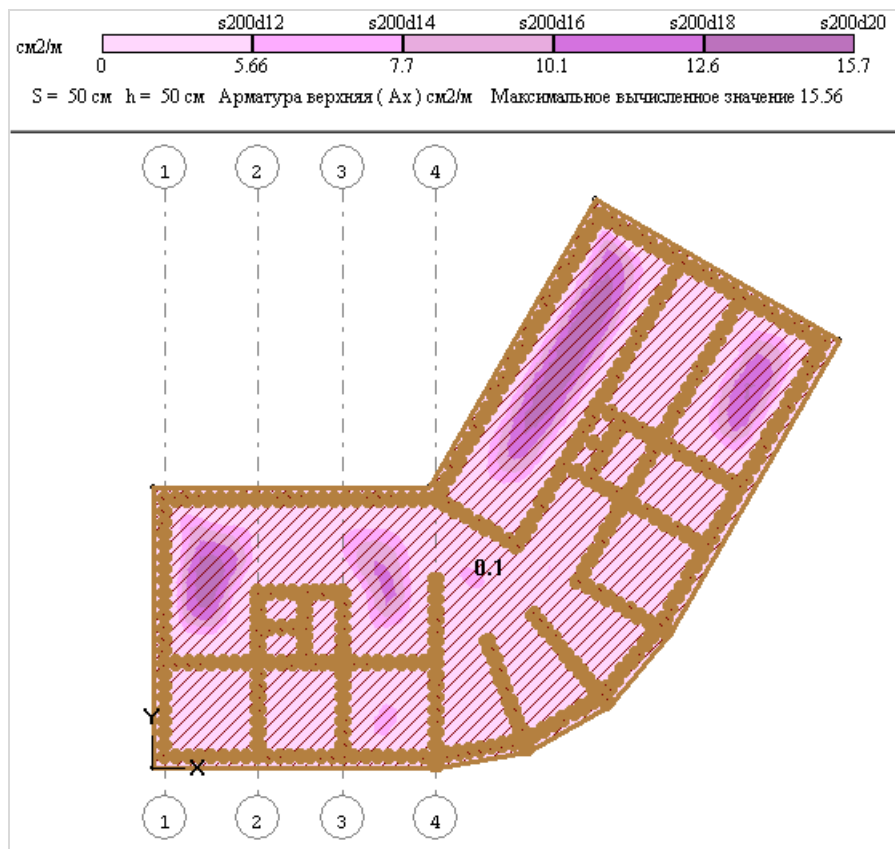 s200d12 s200d14 s200d16 s200d18 s200d20
см2/м
0 5.66 7.7 10.1 12.6 15.7
S = 50 см h = 50 см Арматура верхняя ( Ax ) см2/м Максимальное вычисленное значение 15.56
1 2 3 4
0.1
Y
X
1 2 3 4